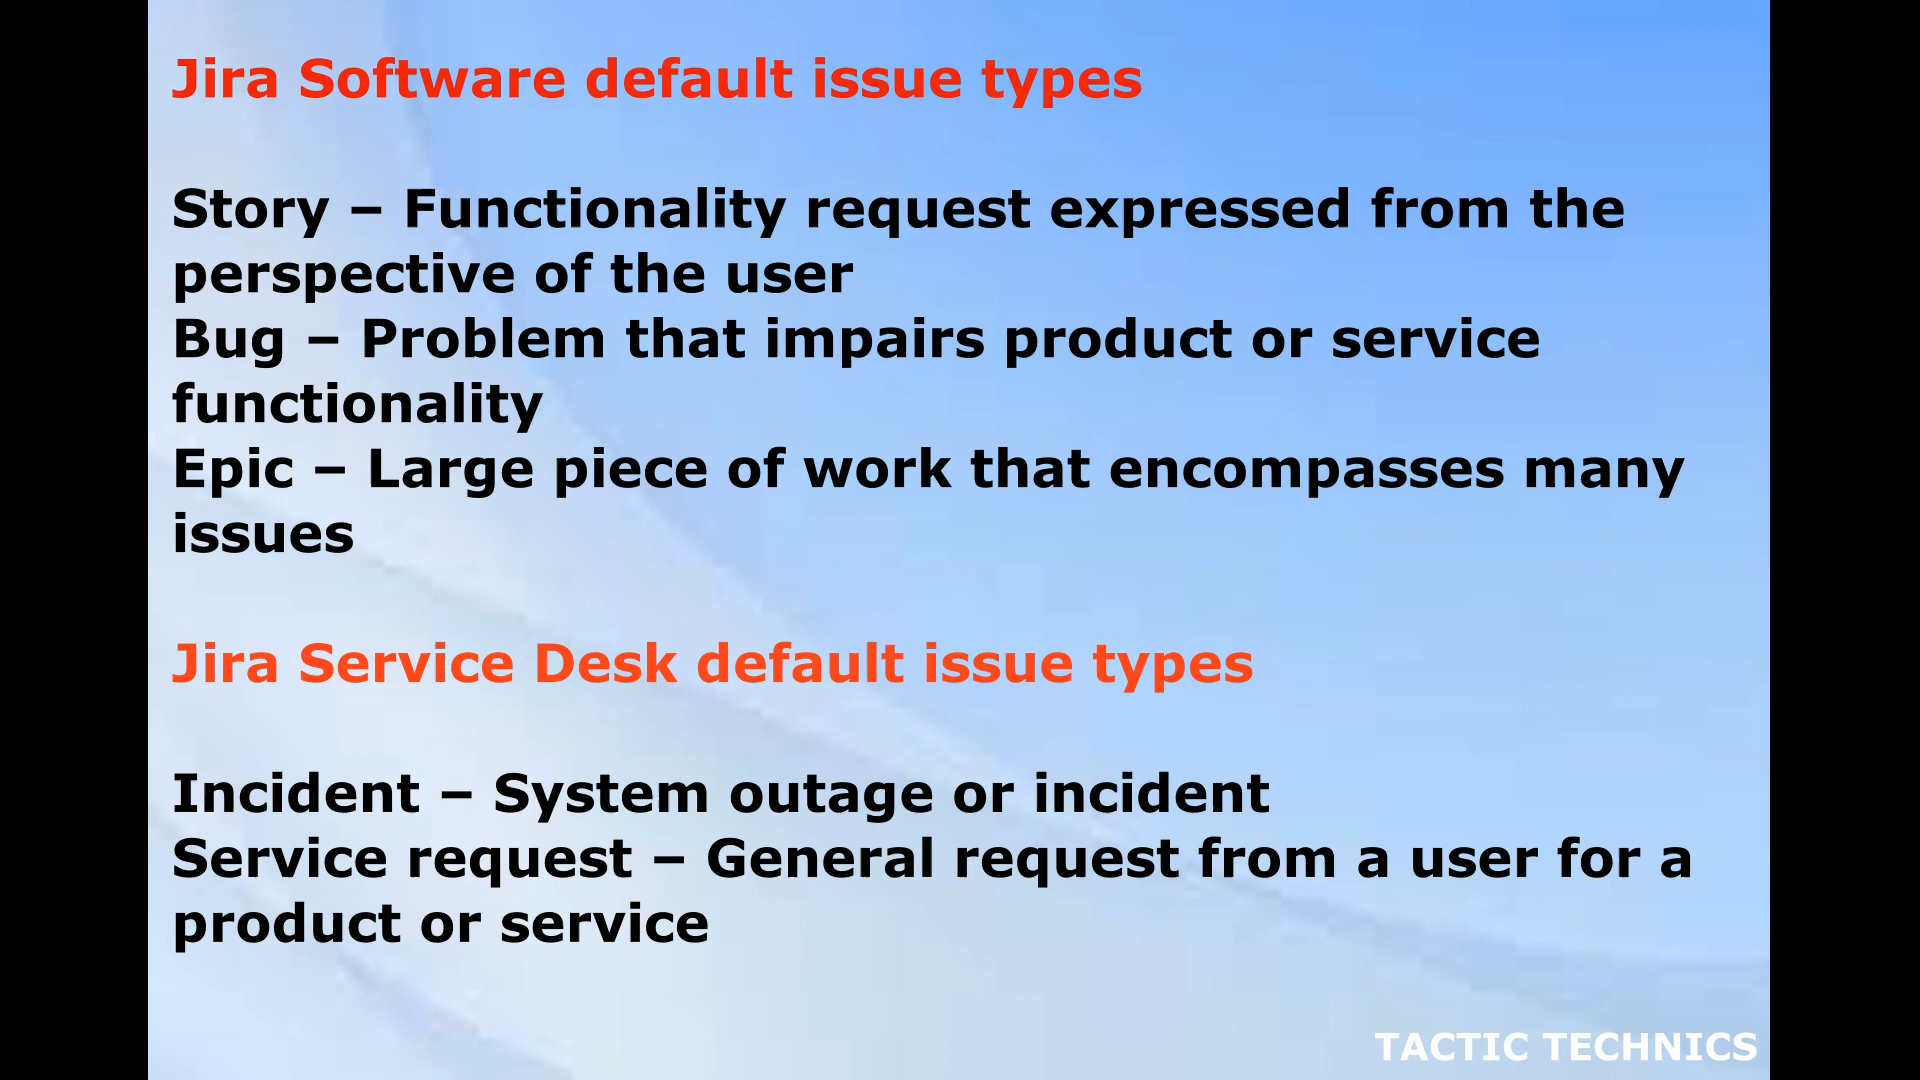 Jira Software default issue types
Story – Functionality request expressed from the
perspective of the user
Bug – Problem that impairs product or service
functionality
Epic – Large piece of work that encompasses many
issues
Jira Service Desk default issue types
Incident – System outage or incident
Service request – General request from a user for a
product or service
TACTIC TECHNICS